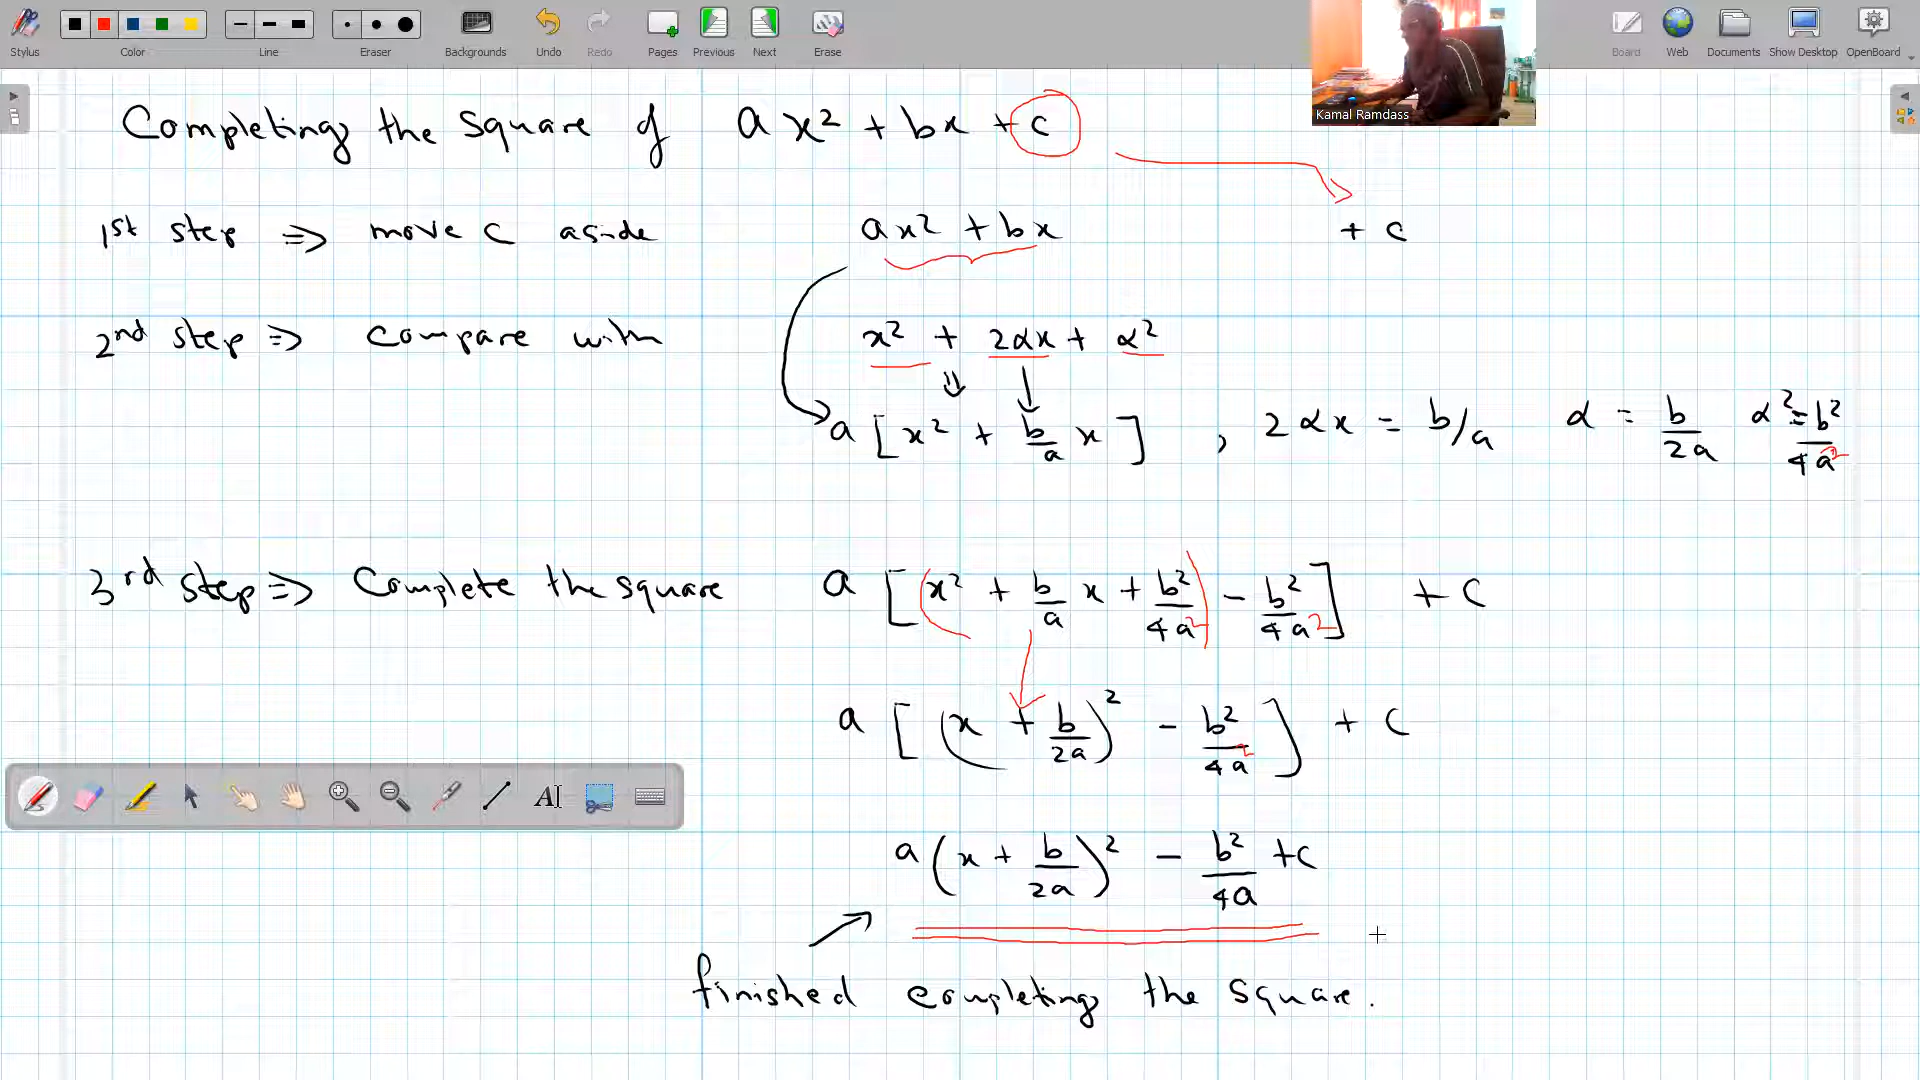 Stylus Color Line Eraser Backgrounds Undo Redo Pages Previous Next Erase Board Web Documents Show Desktop OpenBoard
Kamal Ramdass
Completing the square of ax² + bx + c
1st step ⇒ move c aside ax² + bx + c
2nd step ⇒ compare with x² + 2αx + α²
a [x² + b/a x] , 2αx = b/a α = b/2a α² = b²/4a²
3rd step ⇒ Complete the square a [x² + b/a x + b²/4a² - b²/4a²] + c
a [(x + b/2a)² - b²/4a²] + c
AI
a(x + b/2a)² - b²/4a + c
finished completing the square.